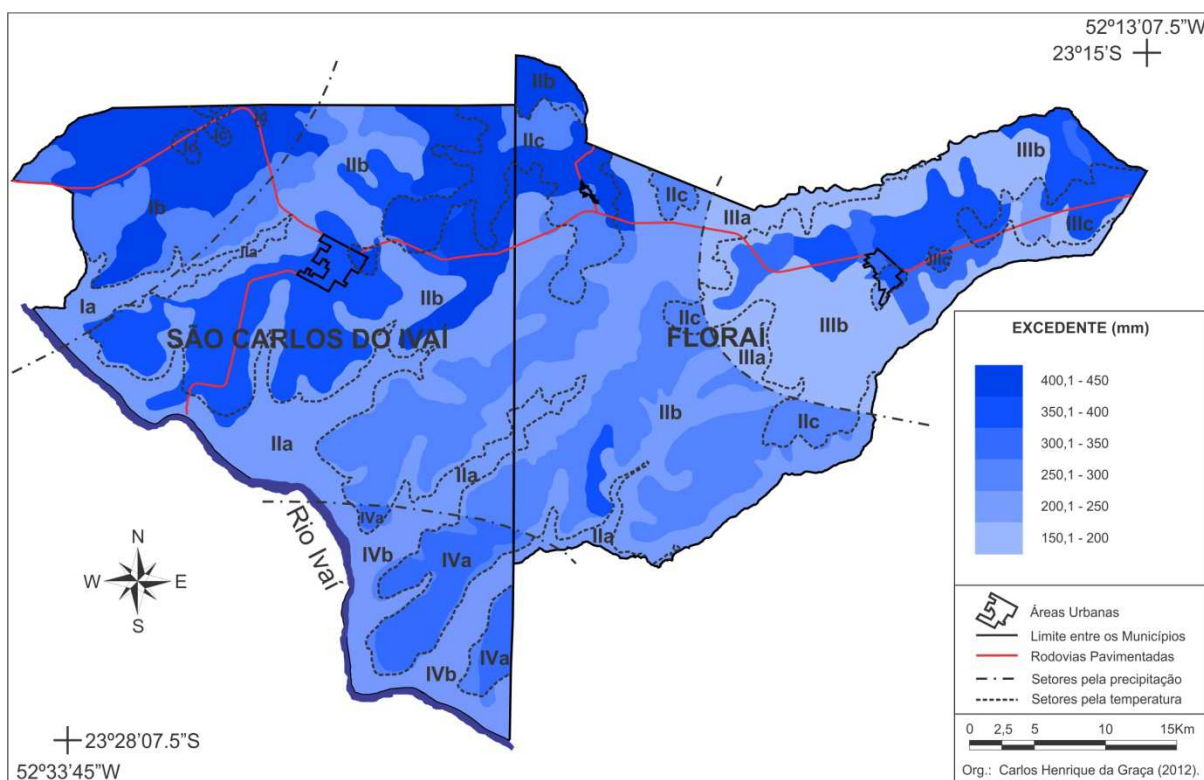 52º13'07.5"W
23º15'S
IIb
IIc
Ic
Ic
Ib
IIb
IIa
IIc
IIIa
IIIb
IIIc
IIIc
Ia
IIb
SÃO CARLOS DO IVAÍ
IIc
FLORAÍ
IIIa
IIIb
IIa
IIb
IIc
IIa
IVa
IVb
IVa
IIa
IVb
IVa
Rio Ivaí
N
W
E
S
23º28'07.5"S
52º33'45"W
EXCEDENTE (mm)
400,1 - 450
350,1 - 400
300,1 - 350
250,1 - 300
200,1 - 250
150,1 - 200
Áreas Urbanas
Limite entre os Municípios
Rodovias Pavimentadas
Setores pela precipitação
Setores pela temperatura
0 2,5 5 10 15Km
Org.: Carlos Henrique da Graça (2012).